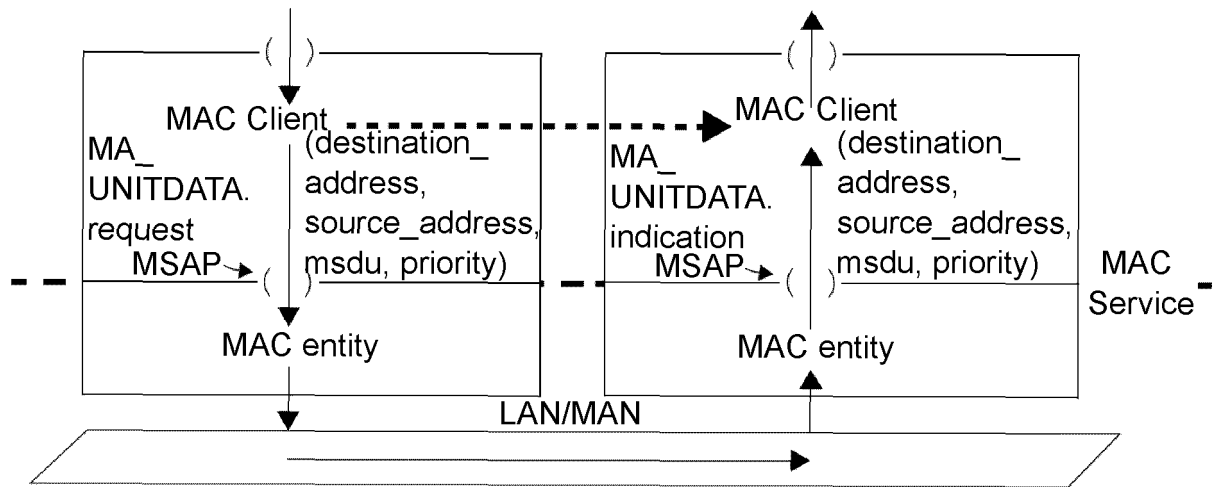 MAC Client
MA_
UNITDATA.
request
(destination_
address,
source_address,
msdu, priority)
MSAP
( )
( )
MAC entity
MAC Client
MA_
UNITDATA.
indication
(destination_
address,
source_address,
msdu, priority)
MSAP
( )
( )
MAC entity
MAC
Service
LAN/MAN